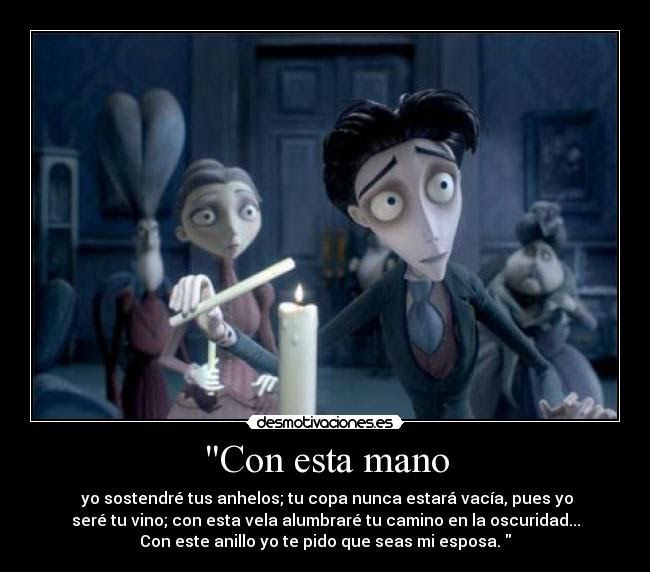 desmotivaciones.es
"Con esta mano
yo sostendré tus anhelos; tu copa nunca estará vacía, pues yo
seré tu vino; con esta vela alumbraré tu camino en la oscuridad...
Con este anillo yo te pido que seas mi esposa. "